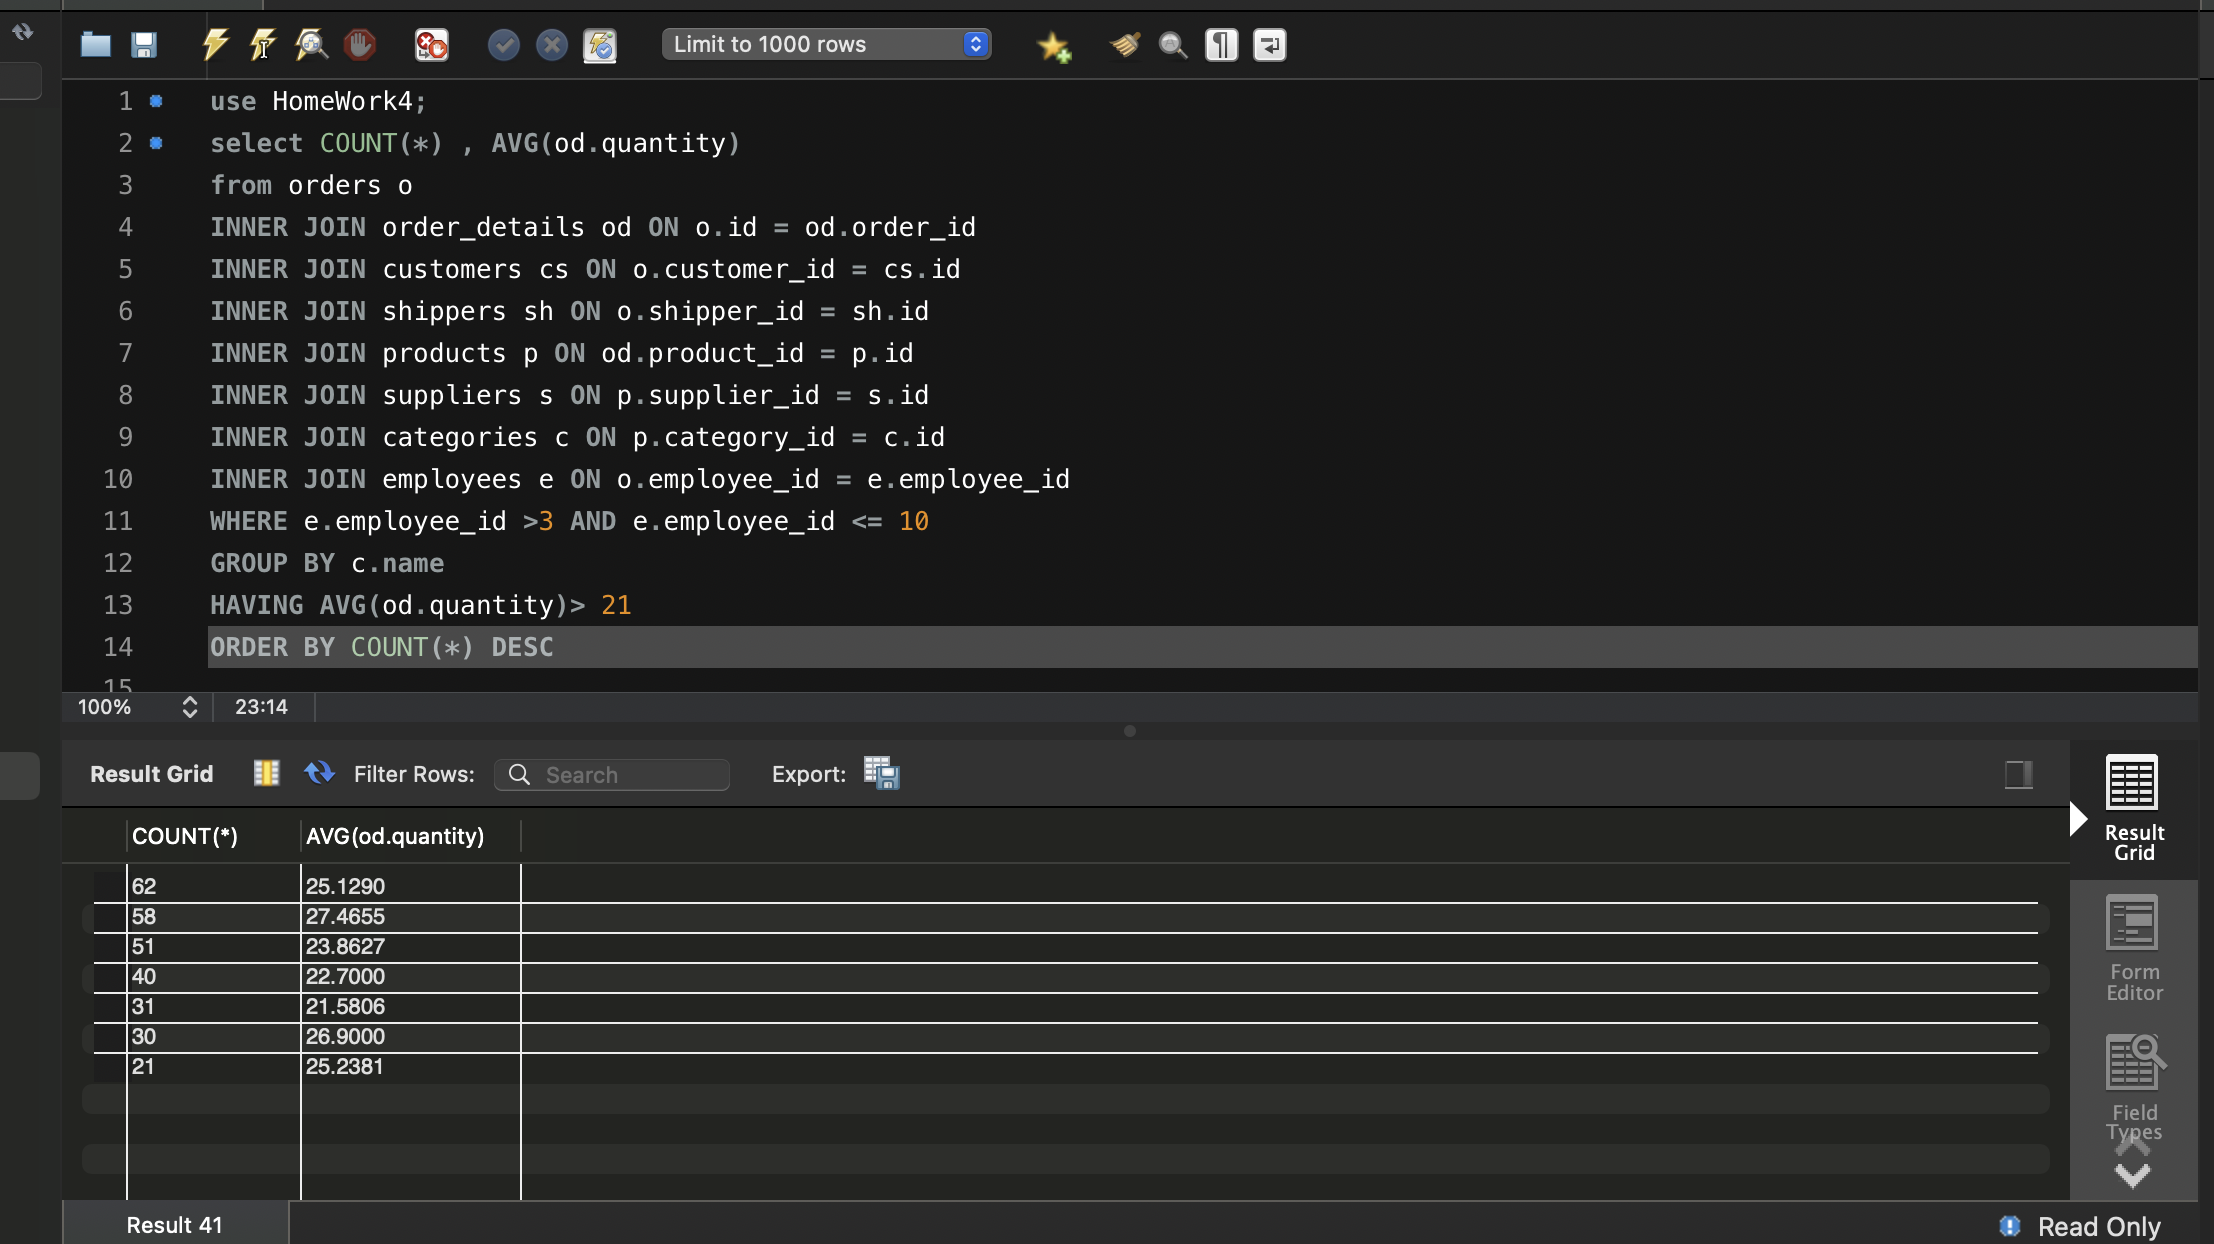 Limit to 1000 rows
1 use HomeWork4;
2 select COUNT(*) , AVG(od.quantity)
3 from orders o
4 INNER JOIN order_details od ON o.id = od.order_id
5 INNER JOIN customers cs ON o.customer_id = cs.id
6 INNER JOIN shippers sh ON o.shipper_id = sh.id
7 INNER JOIN products p ON od.product_id = p.id
8 INNER JOIN suppliers s ON p.supplier_id = s.id
9 INNER JOIN categories c ON p.category_id = c.id
10 INNER JOIN employees e ON o.employee_id = e.employee_id
11 WHERE e.employee_id >3 AND e.employee_id <= 10
12 GROUP BY c.name
13 HAVING AVG(od.quantity)> 21
14 ORDER BY COUNT(*) DESC
15
100% 23:14
Result Grid Filter Rows: Search Export:
COUNT(*) AVG(od.quantity)
62 25.1290
58 27.4655
51 23.8627
40 22.7000
31 21.5806
30 26.9000
21 25.2381
Result
Grid
Form
Editor
Field
Types
Result 41
Read Only